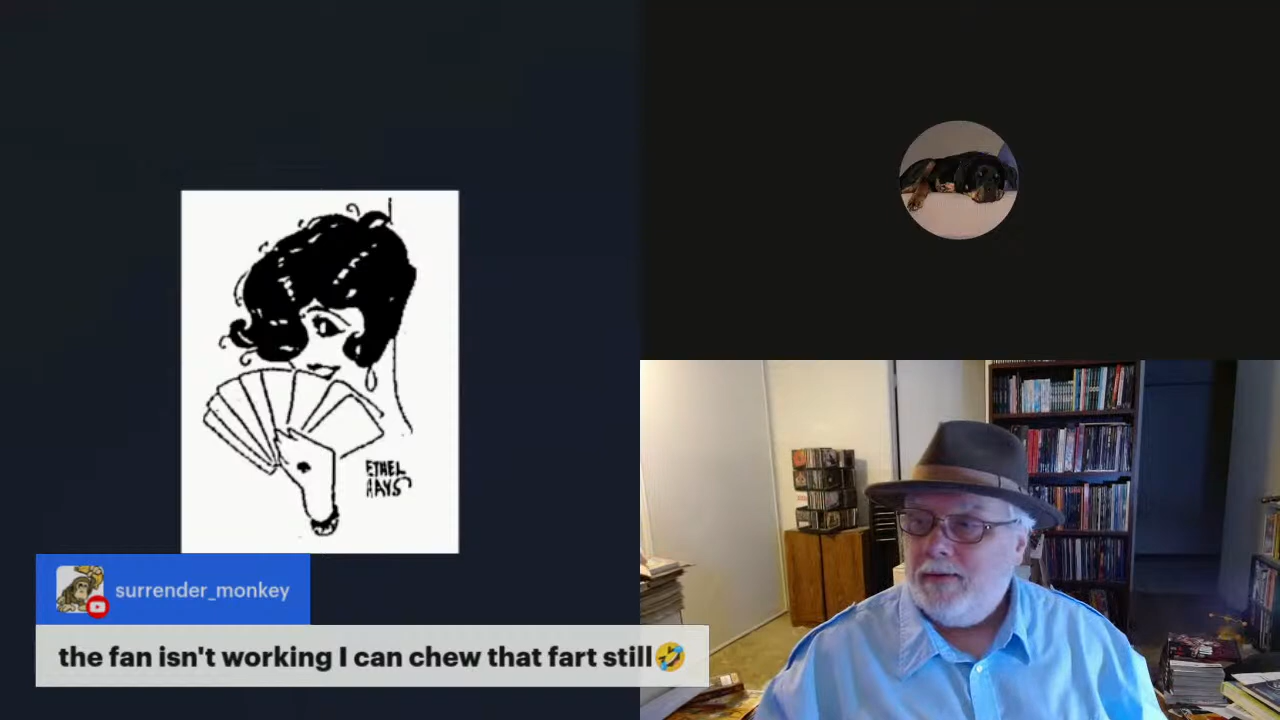 ETHEL
HAYS
surrender_monkey
the fan isn't working I can chew that fart still🤣